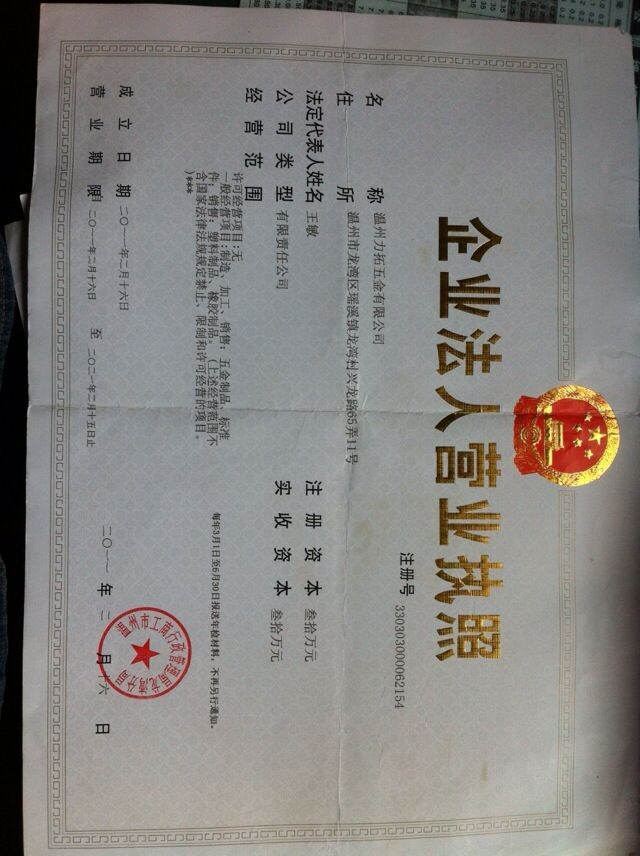 企业法人营业执照
注册号 330303000062154
名称 温州力拓五金有限公司
住所 温州市龙湾区瑶溪镇龙湾村兴龙路65弄11号
法定代表人姓名 王敏
注册资本 叁拾万元
公司类型 有限责任公司
实收资本 叁拾万元
经营范围
许可经营项目:无
一般经营项目:制造、加工、销售:五金制品、标准
件;销售:塑料制品、橡胶制品。(上述经营范围不
含国家法律法规规定禁止、限制和许可经营的项目。
)***
每年3月1日至6月30日报送年检材料,不再另行通知。
成立日期 二〇一一年二月十六日
营业期限 自 二〇一一年二月十六日 至 二〇二一年二月十五日止
二〇一一 年 二 月 十六 日
温州市工商行政管理局
分局